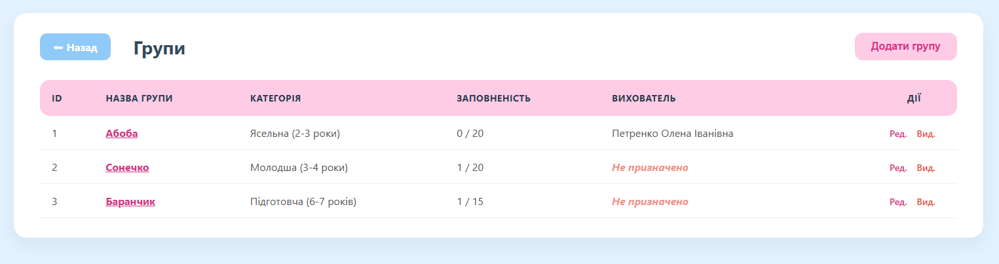 ⬅ Назад Групи Додати групу
ID НАЗВА ГРУПИ КАТЕГОРІЯ ЗАПОВНЕНІСТЬ ВИХОВАТЕЛЬ ДІЇ
1 Абоба Ясельна (2-3 роки) 0 / 20 Петренко Олена Іванівна Ред. Вид.
2 Сонечко Молодша (3-4 роки) 1 / 20 Не призначено Ред. Вид.
3 Баранчик Підготовча (6-7 років) 1 / 15 Не призначено Ред. Вид.